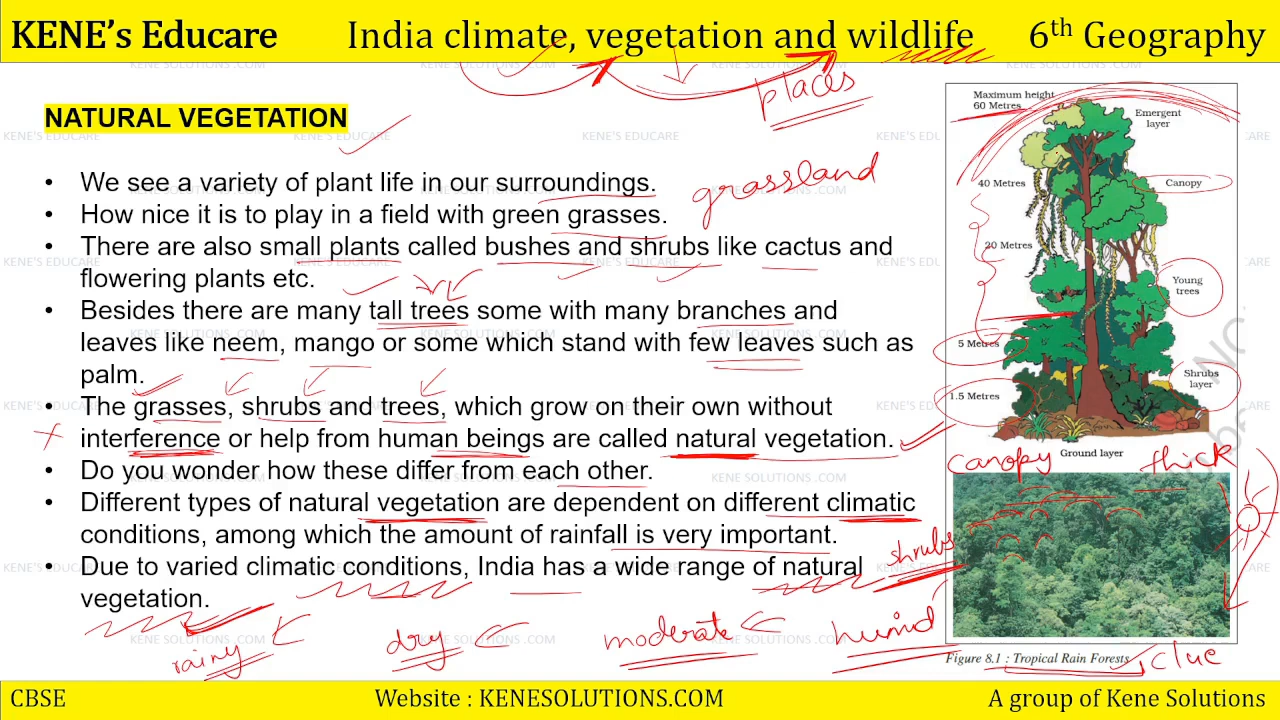 KENE's Educare India climate, vegetation and wildlife 6th Geography
places
NATURAL VEGETATION
• We see a variety of plant life in our surroundings.
grassland
• How nice it is to play in a field with green grasses.
• There are also small plants called bushes and shrubs like cactus and
flowering plants etc.
• Besides there are many tall trees some with many branches and
leaves like neem, mango or some which stand with few leaves such as
palm.
• The grasses, shrubs and trees, which grow on their own without
interference or help from human beings are called natural vegetation.
• Do you wonder how these differ from each other.
• Different types of natural vegetation are dependent on different climatic
conditions, among which the amount of rainfall is very important.
• Due to varied climatic conditions, India has a wide range of natural
vegetation.
shrubs
rainy
dry
moderate
humid
Maximum height
60 Metres
Emergent
layer
40 Metres
Canopy
20 Metres
Young
trees
5 Metres
Shrubs
layer
1.5 Metres
Ground layer
canopy
thick
Figure 8.1 : Tropical Rain Forests
clue
CBSE Website : KENESOLUTIONS.COM A group of Kene Solutions
KENE'S EDUCARE
KENE SOLUTIONS .COM